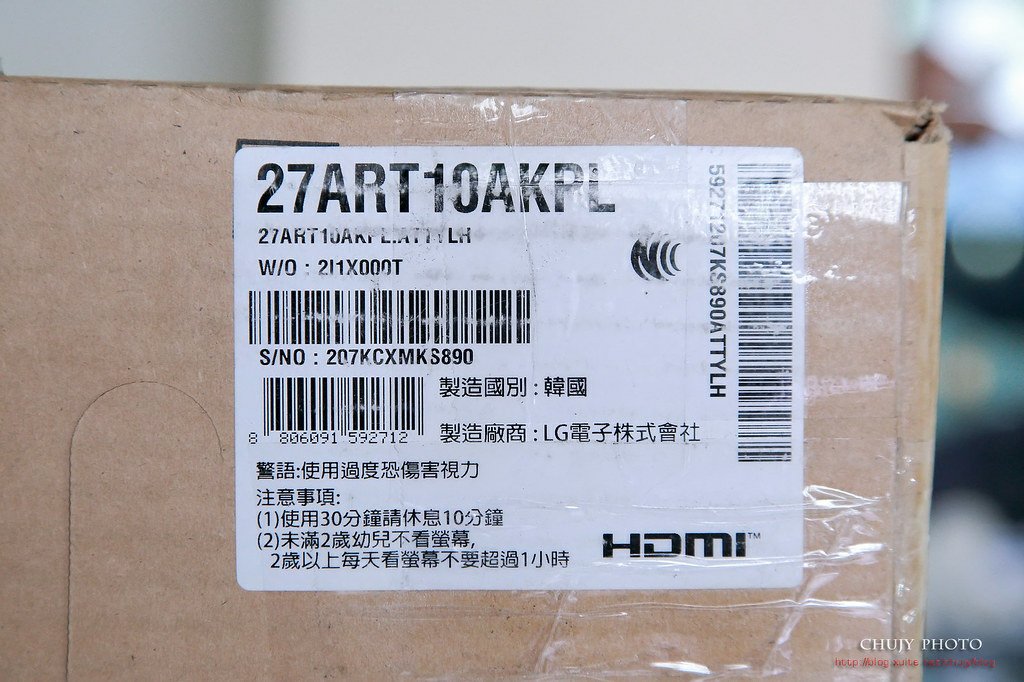 27ART10AKPL
27ART10AKPL.ATTYLH
W/O : 2I1X000T
S/NO : 207KCXMKS890
8 806091 592712
製造國別 : 韓國
製造廠商 : LG電子株式會社
警語:使用過度恐傷害視力
注意事項:
(1)使用30分鐘請休息10分鐘
(2)未滿2歲幼兒不看螢幕,
2歲以上每天看螢幕不要超過1小時
HDMI™
59271207KS890ATTYLH
CHUJY PHOTO